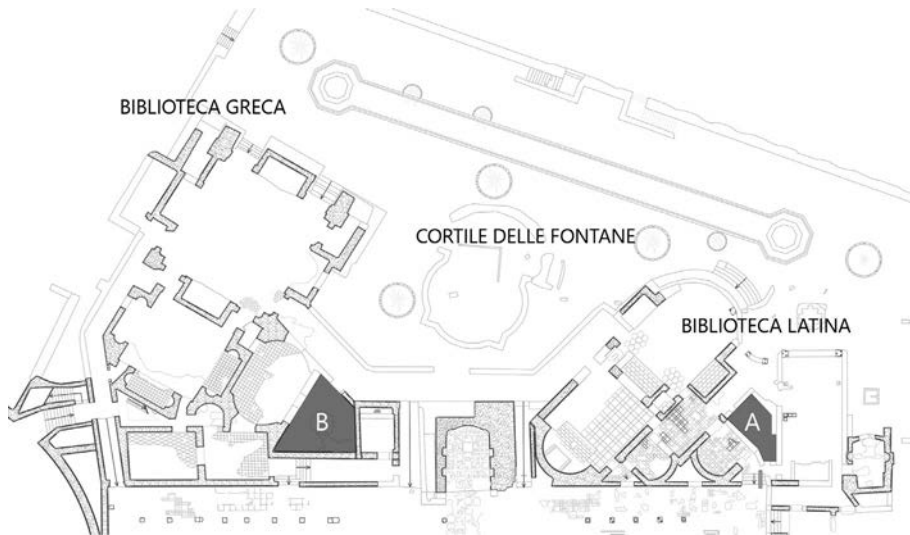 BIBLIOTECA GRECA
CORTILE DELLE FONTANE
BIBLIOTECA LATINA
B
A